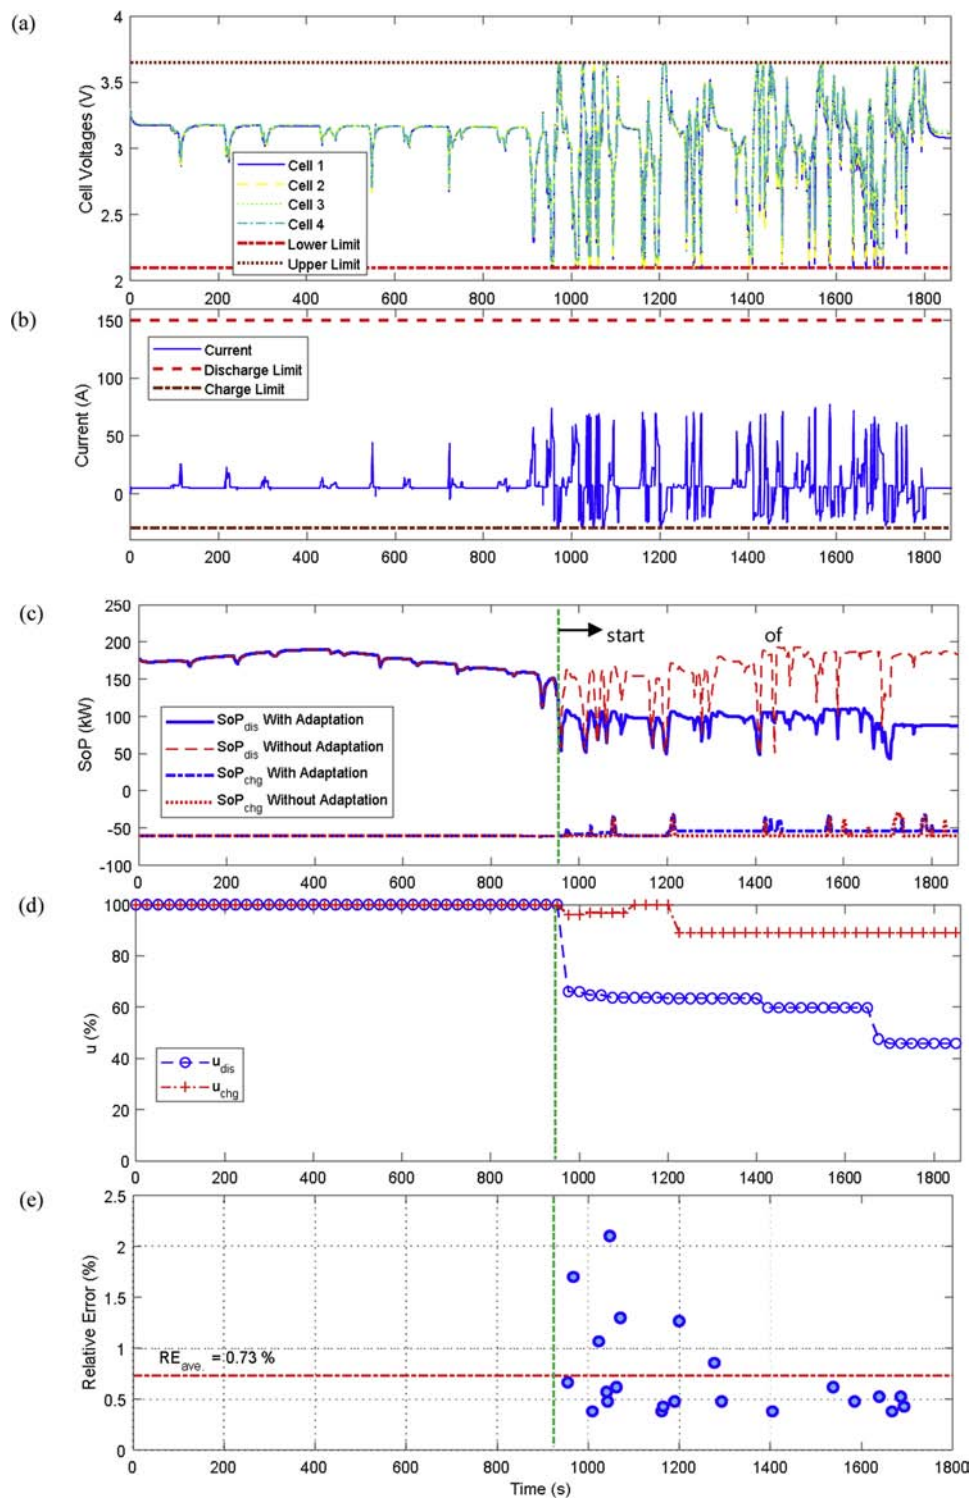 (a)
4
3.5
3
2.5
2
Cell Voltages (V)
Cell 1
Cell 2
Cell 3
Cell 4
Lower Limit
Upper Limit
0 200 400 600 800 1000 1200 1400 1600 1800
(b)
150
100
50
0
Current (A)
Current
Discharge Limit
Charge Limit
0 200 400 600 800 1000 1200 1400 1600 1800
(c)
250
200
150
100
50
0
-50
-100
SoP (kW)
start of
SoPdis With Adaptation
SoPdis Without Adaptation
SoPchg With Adaptation
SoPchg Without Adaptation
0 200 400 600 800 1000 1200 1400 1600 1800
(d)
100
80
60
40
20
0
u (%)
udis
uchg
0 200 400 600 800 1000 1200 1400 1600 1800
(e)
2.5
2
1.5
1
0.5
0
Relative Error (%)
REave. = 0.73 %
0 200 400 600 800 1000 1200 1400 1600 1800
Time (s)